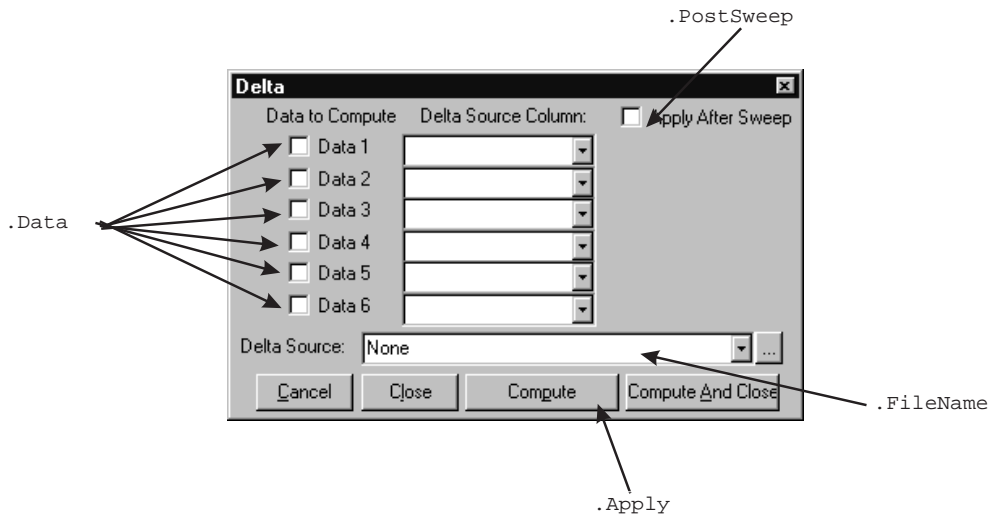 .PostSweep
Delta
Data to Compute Delta Source Column: Apply After Sweep
Data 1
Data 2
Data 3
.Data
Data 4
Data 5
Data 6
Delta Source: None ...
Cancel Close Compute Compute And Close
.FileName
.Apply